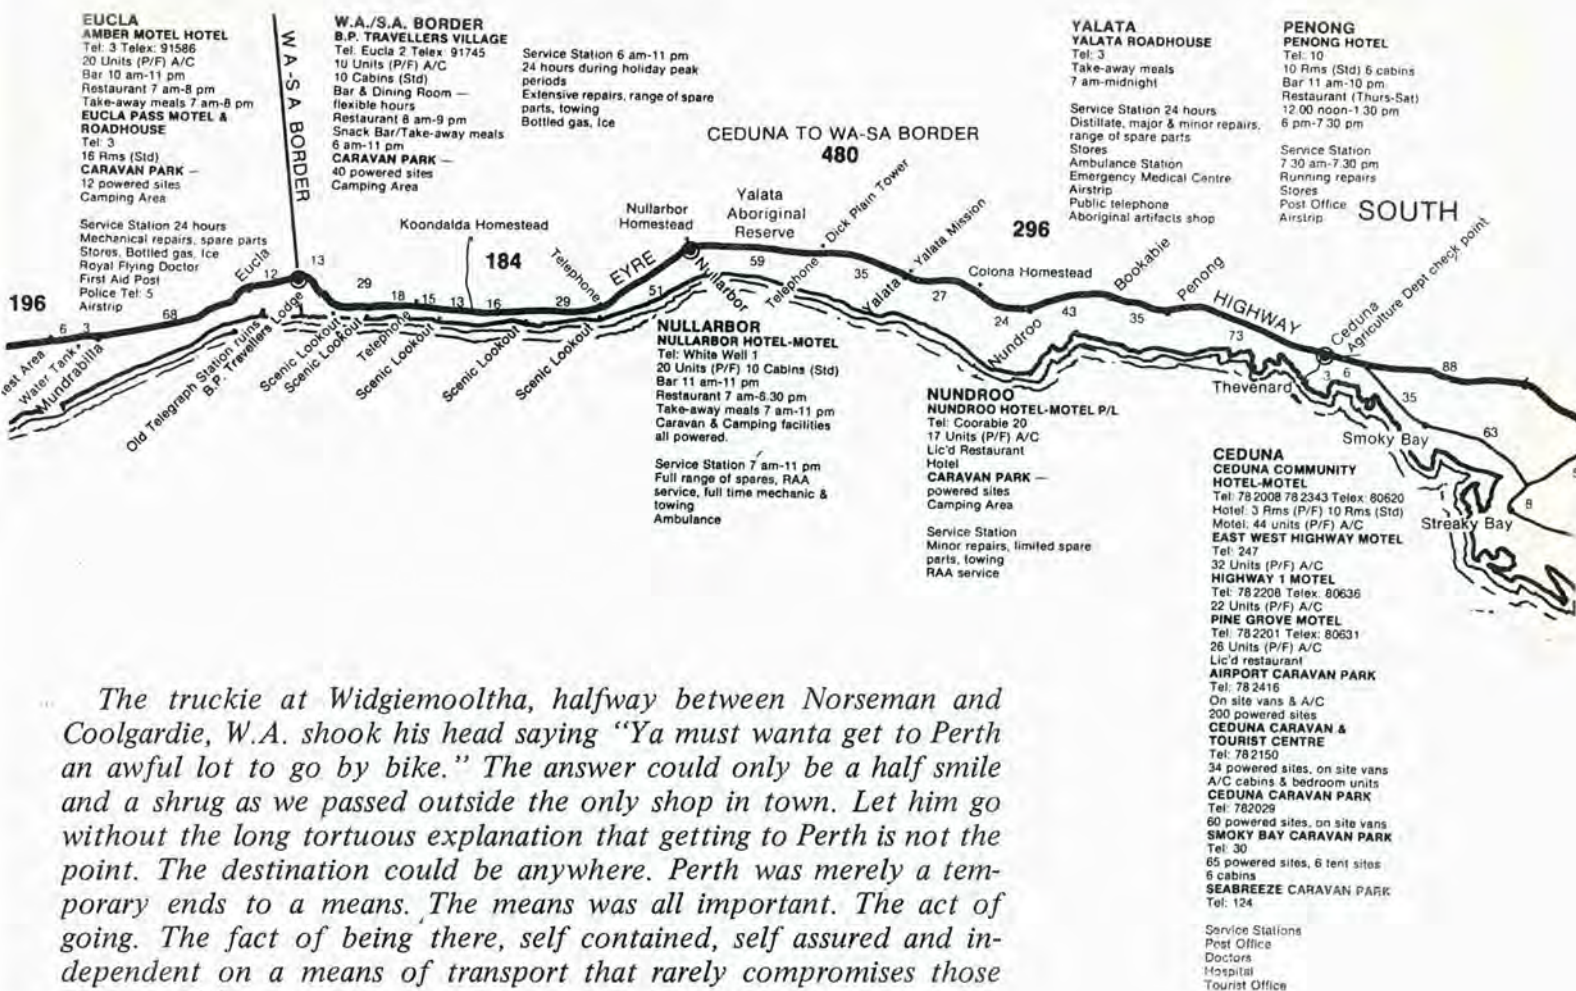 EUCLA
AMBER MOTEL HOTEL
Tel: 3 Telex: 91586
20 Units (P/F) A/C
Bar 10 am-11 pm
Restaurant 7 am-8 pm
Take-away meals 7 am-8 pm
EUCLA PASS MOTEL &
ROADHOUSE
Tel: 3
16 Rms (Std)
CARAVAN PARK —
12 powered sites
Camping Area
Service Station 24 hours
Mechanical repairs, spare parts
Stores, Bottled gas, Ice
Royal Flying Doctor
First Aid Post
Police Tel: 5
Airstrip
WA-SA BORDER
W.A./S.A. BORDER
B.P. TRAVELLERS VILLAGE
Tel: Eucla 2 Telex: 91745
10 Units (P/F) A/C
10 Cabins (Std)
Bar & Dining Room —
flexible hours
Restaurant 6 am-9 pm
Snack Bar/Take-away meals
6 am-11 pm
CARAVAN PARK —
40 powered sites
Camping Area
Service Station 6 am-11 pm
24 hours during holiday peak
periods
Extensive repairs, range of spare
parts, towing
Bottled gas, Ice
CEDUNA TO WA-SA BORDER
480
YALATA
YALATA ROADHOUSE
Tel: 3
Take-away meals
7 am-midnight
Service Station 24 hours
Distillate, major & minor repairs,
range of spare parts
Stores
Ambulance Station
Emergency Medical Centre
Airstrip
Public telephone
Aboriginal artifacts shop
PENONG
PENONG HOTEL
Tel: 10
10 Rms (Std) 6 cabins
Bar 11 am-10 pm
Restaurant (Thurs-Sat)
12.00 noon-1.30 pm
6 pm-7.30 pm
Service Station
7.30 am-7.30 pm
Running repairs
Stores
Post Office
Airstrip
SOUTH
196
6
3
68
12
13
29
18
15
13
16
29
51
184
59
35
27
296
24
43
35
73
3
6
88
35
63
8
Area
Water Tank
Mundrabilla
Eucla
Old Telegraph Station ruins
B.P. Travellers Lodge
Scenic Lookout
Scenic Lookout
Telephone
Scenic Lookout
Koondalda Homestead
Scenic Lookout
Scenic Lookout
Telephone
EYRE
Nullarbor
Homestead
Nullarbor
Yalata
Aboriginal
Reserve
Telephone
Dick Plain Tower
Yalata
Yalata Mission
Colona Homestead
Nundroo
Bookabie
Penong
HIGHWAY
Ceduna
Agriculture Dept check point
Thevenard
Smoky Bay
Streaky Bay
NULLARBOR
NULLARBOR HOTEL-MOTEL
Tel: White Well 1
20 Units (P/F) 10 Cabins (Std)
Bar 11 am-11 pm
Restaurant 7 am-8.30 pm
Take-away meals 7 am-11 pm
Caravan & Camping facilities
all powered.
Service Station 7 am-11 pm
Full range of spares, RAA
service, full time mechanic &
towing
Ambulance
NUNDROO
NUNDROO HOTEL-MOTEL P/L
Tel: Coorabie 20
17 Units (P/F) A/C
Lic'd Restaurant
Hotel
CARAVAN PARK —
powered sites
Camping Area
Service Station
Minor repairs, limited spare
parts, towing
RAA service
CEDUNA
CEDUNA COMMUNITY
HOTEL-MOTEL
Tel: 78 2008 78 2343 Telex: 80620
Hotel: 3 Rms (P/F) 10 Rms (Std)
Motel: 44 units (P/F) A/C
EAST WEST HIGHWAY MOTEL
Tel: 247
32 Units (P/F) A/C
HIGHWAY 1 MOTEL
Tel: 78 2208 Telex: 80636
22 Units (P/F) A/C
PINE GROVE MOTEL
Tel: 78 2201 Telex: 80631
26 Units (P/F) A/C
Lic'd restaurant
AIRPORT CARAVAN PARK
Tel: 78 2416
On site vans & A/C
200 powered sites
CEDUNA CARAVAN &
TOURIST CENTRE
Tel: 78 2150
34 powered sites, on site vans
A/C cabins & bedroom units
CEDUNA CARAVAN PARK
Tel: 782029
60 powered sites, on site vans
SMOKY BAY CARAVAN PARK
Tel: 30
65 powered sites, 6 tent sites
6 cabins
SEABREEZE CARAVAN PARK
Tel: 124
Service Stations
Post Office
Doctors
Hospital
Tourist Office
The truckie at Widgiemooltha, halfway between Norseman and
Coolgardie, W.A. shook his head saying “Ya must wanta get to Perth
an awful lot to go by bike.” The answer could only be a half smile
and a shrug as we passed outside the only shop in town. Let him go
without the long tortuous explanation that getting to Perth is not the
point. The destination could be anywhere. Perth was merely a tem-
porary ends to a means. The means was all important. The act of
going. The fact of being there, self contained, self assured and in-
dependent on a means of transport that rarely compromises those